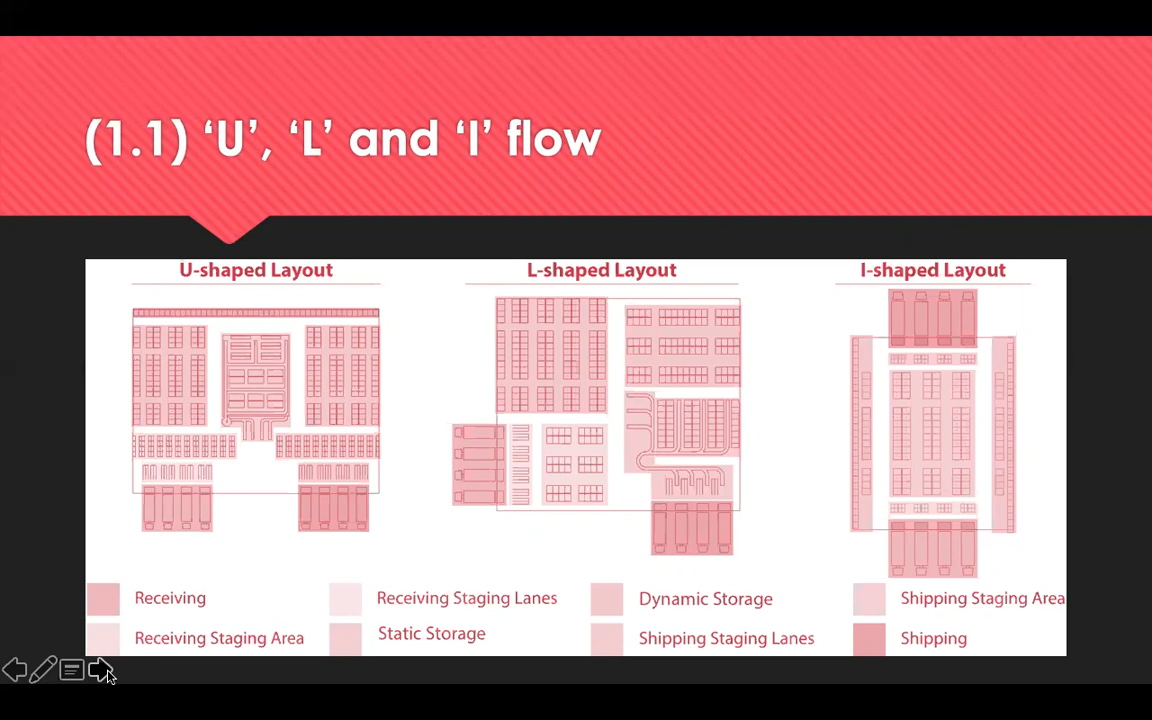 (1.1) ‘U’, ‘L’ and ‘I’ flow
U-shaped Layout
L-shaped Layout
I-shaped Layout
Receiving
Receiving Staging Lanes
Dynamic Storage
Shipping Staging Area
Receiving Staging Area
Static Storage
Shipping Staging Lanes
Shipping